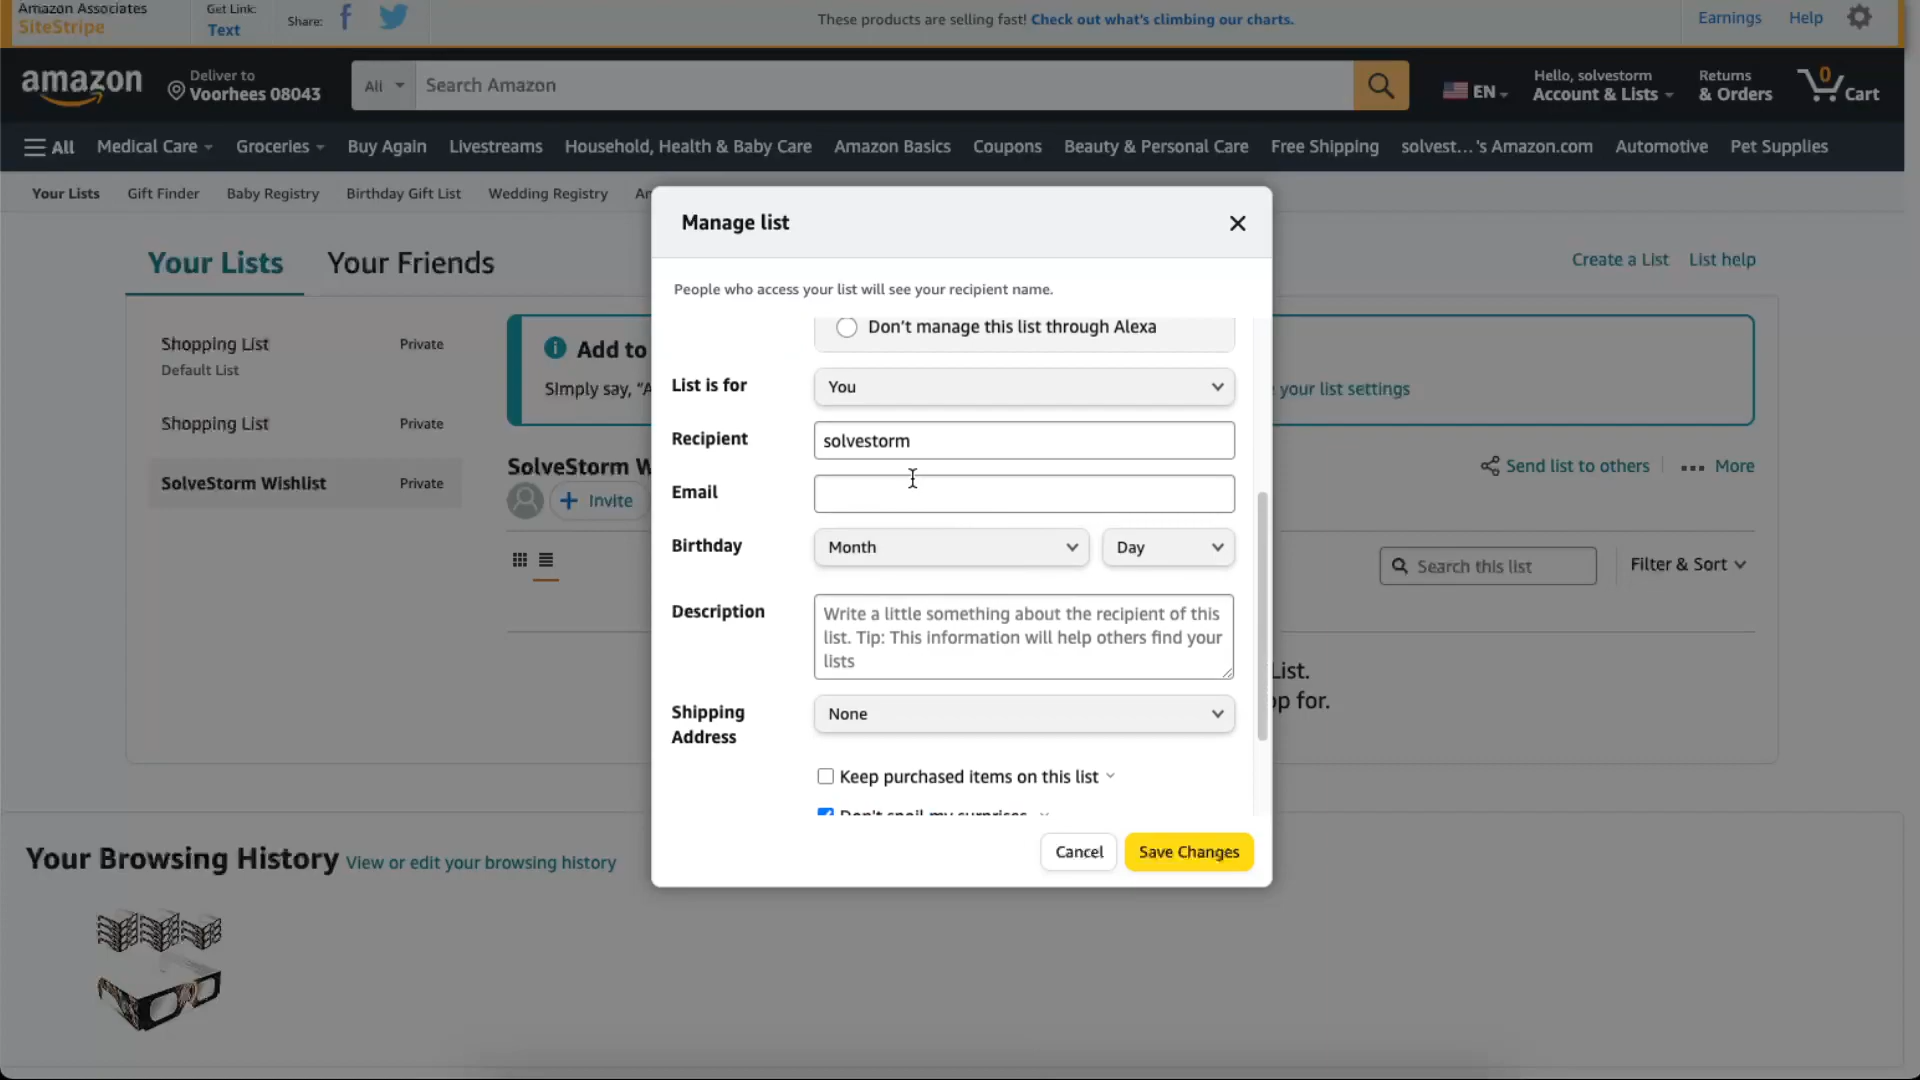 Amazon Associates
SiteStripe
Get Link:
Text
Share:
These products are selling fast! Check out what's climbing our charts.
Earnings
Help
amazon
Deliver to
Voorhees 08043
All
Search Amazon
EN
Hello, solvestorm
Account & Lists
Returns
& Orders
0
Cart
All
Medical Care
Groceries
Buy Again
Livestreams
Household, Health & Baby Care
Amazon Basics
Coupons
Beauty & Personal Care
Free Shipping
solvest...'s Amazon.com
Automotive
Pet Supplies
Your Lists
Gift Finder
Baby Registry
Birthday Gift List
Wedding Registry
Your Lists
Your Friends
Create a List
List help
Shopping List
Private
Default List
Shopping List
Private
SolveStorm Wishlist
Private
Add to
Simply say, "A
your list settings
SolveStorm W
+ Invite
Send list to others
More
Search this list
Filter & Sort
List.
op for.
Manage list
People who access your list will see your recipient name.
Don't manage this list through Alexa
List is for
You
Recipient
solvestorm
Email
Birthday
Month
Day
Description
Write a little something about the recipient of this
list. Tip: This information will help others find your
lists
Shipping
Address
None
Keep purchased items on this list
Don't spoil my surprises
Cancel
Save Changes
Your Browsing History
View or edit your browsing history